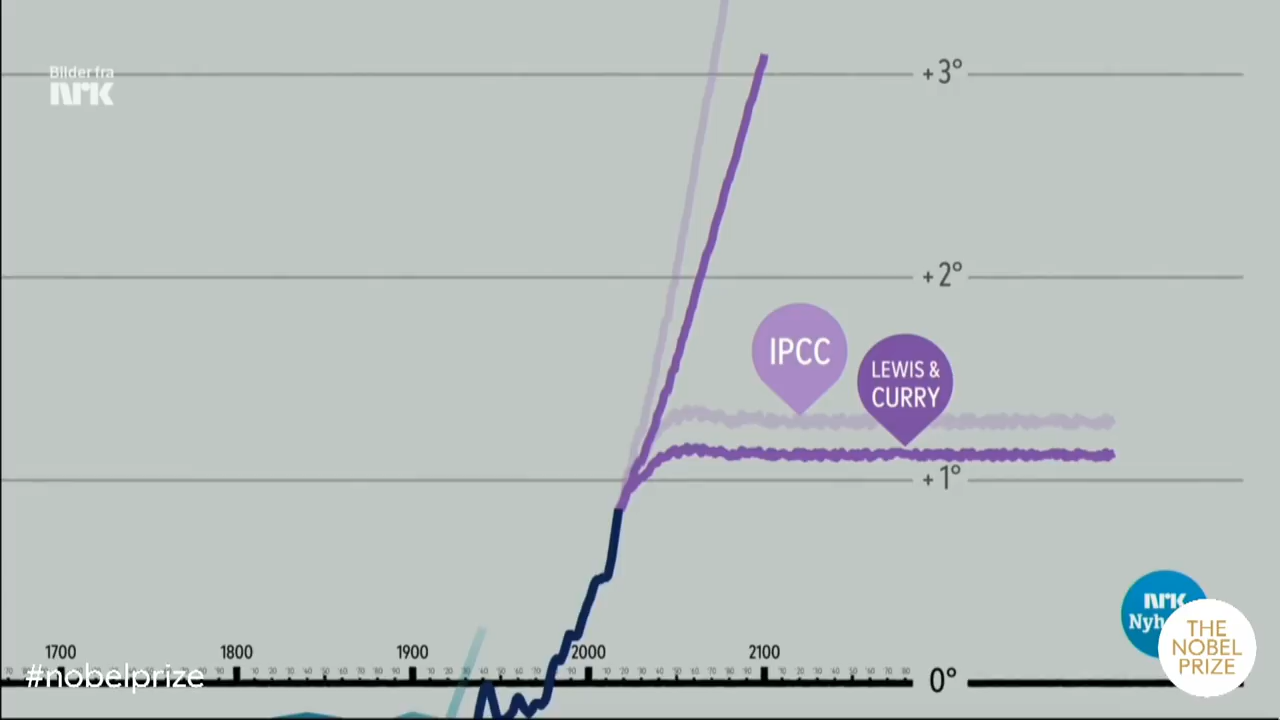 Bilder fra
nrk
+3°
+2°
IPCC
LEWIS &
CURRY
+1°
nrk
THE
NOBEL
PRIZE
1700
1800
1900
2000
2100
0°
#nobelprize